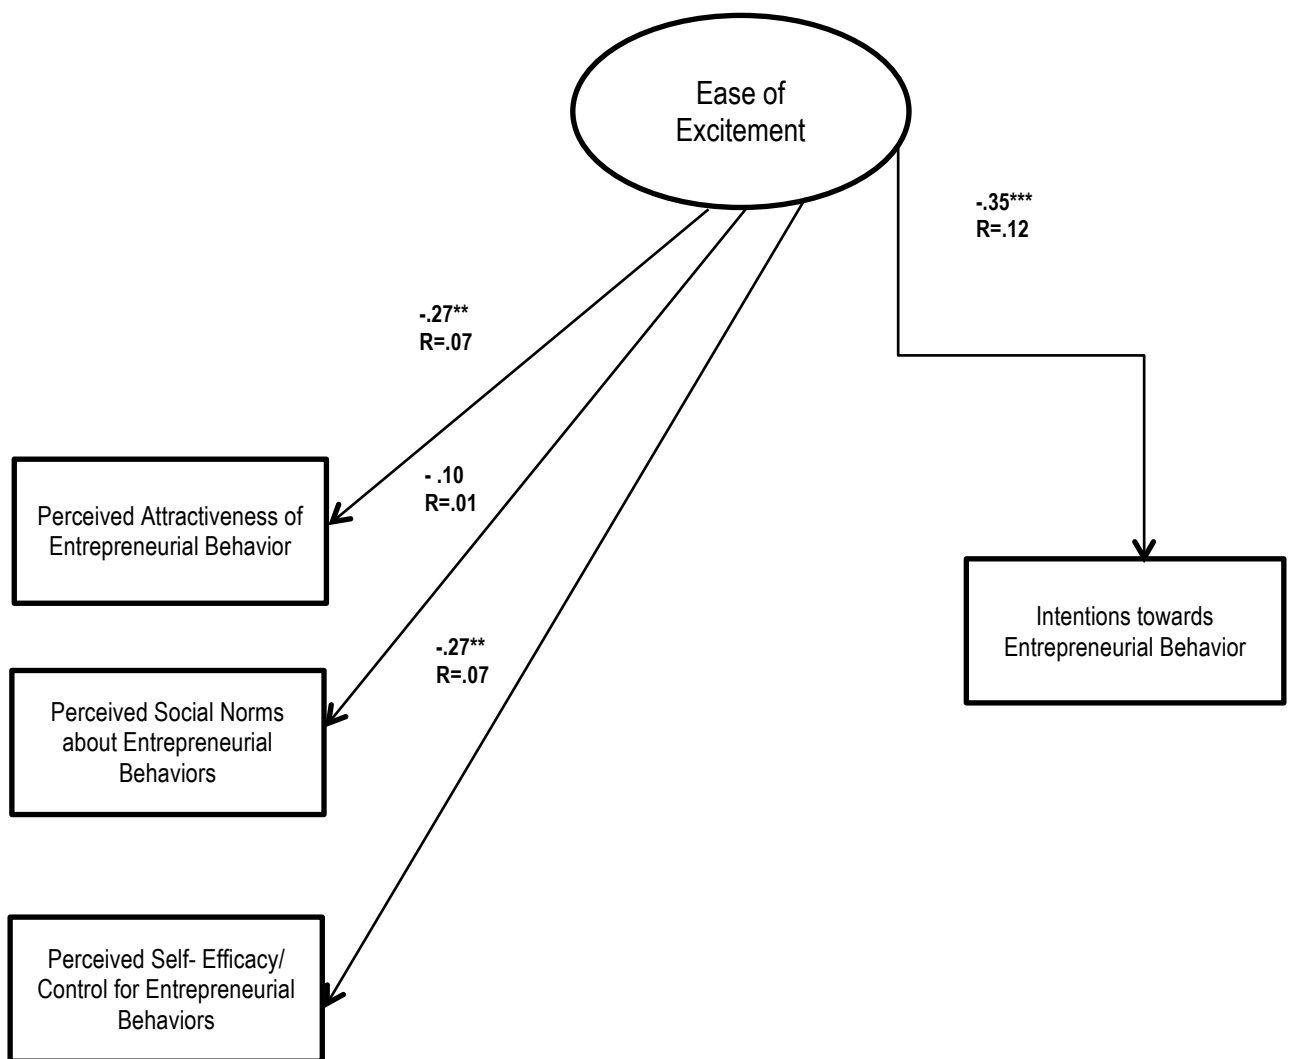 Ease of
Excitement
-.35***
R=.12
-.27**
R=.07
- .10
R=.01
Perceived Attractiveness of
Entrepreneurial Behavior
Intentions towards
Entrepreneurial Behavior
-.27**
R=.07
Perceived Social Norms
about Entrepreneurial
Behaviors
Perceived Self- Efficacy/
Control for Entrepreneurial
Behaviors